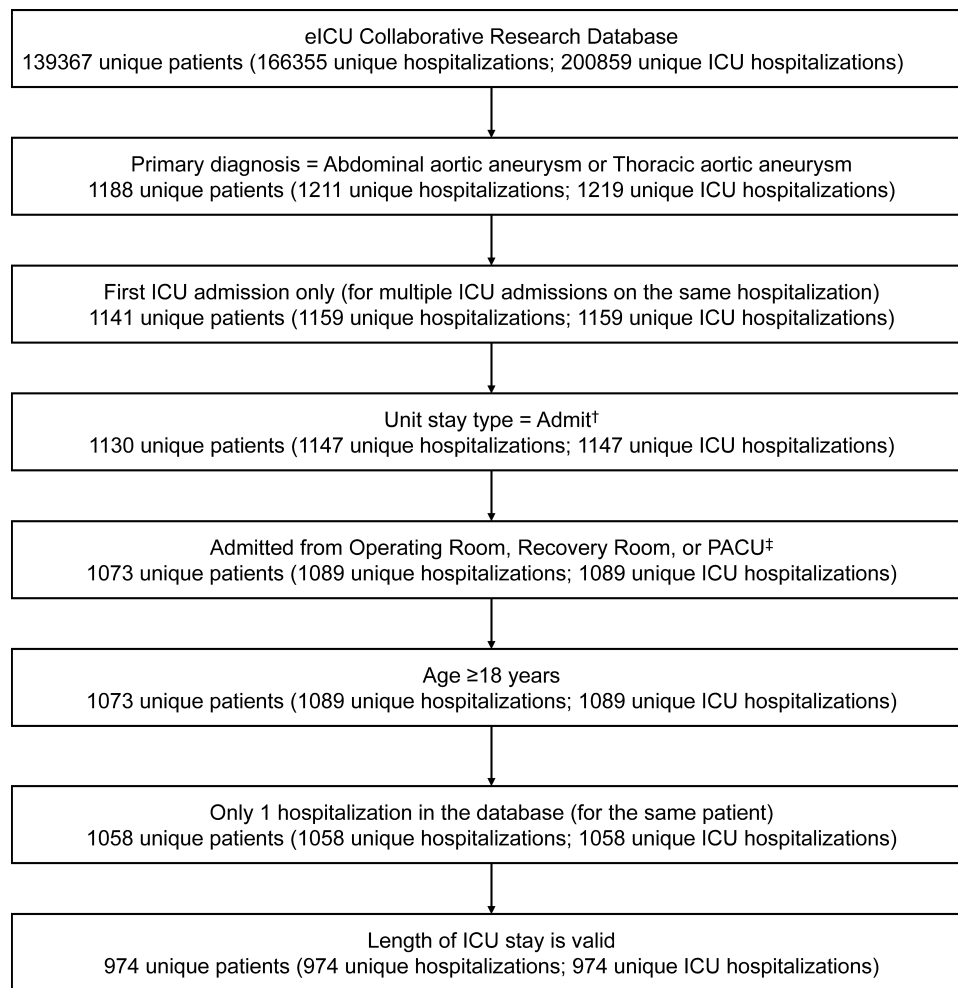 eICU Collaborative Research Database
139367 unique patients (166355 unique hospitalizations; 200859 unique ICU hospitalizations)
Primary diagnosis = Abdominal aortic aneurysm or Thoracic aortic aneurysm
1188 unique patients (1211 unique hospitalizations; 1219 unique ICU hospitalizations)
First ICU admission only (for multiple ICU admissions on the same hospitalization)
1141 unique patients (1159 unique hospitalizations; 1159 unique ICU hospitalizations)
Unit stay type = Admit†
1130 unique patients (1147 unique hospitalizations; 1147 unique ICU hospitalizations)
Admitted from Operating Room, Recovery Room, or PACU‡
1073 unique patients (1089 unique hospitalizations; 1089 unique ICU hospitalizations)
Age ≥18 years
1073 unique patients (1089 unique hospitalizations; 1089 unique ICU hospitalizations)
Only 1 hospitalization in the database (for the same patient)
1058 unique patients (1058 unique hospitalizations; 1058 unique ICU hospitalizations)
Length of ICU stay is valid
974 unique patients (974 unique hospitalizations; 974 unique ICU hospitalizations)